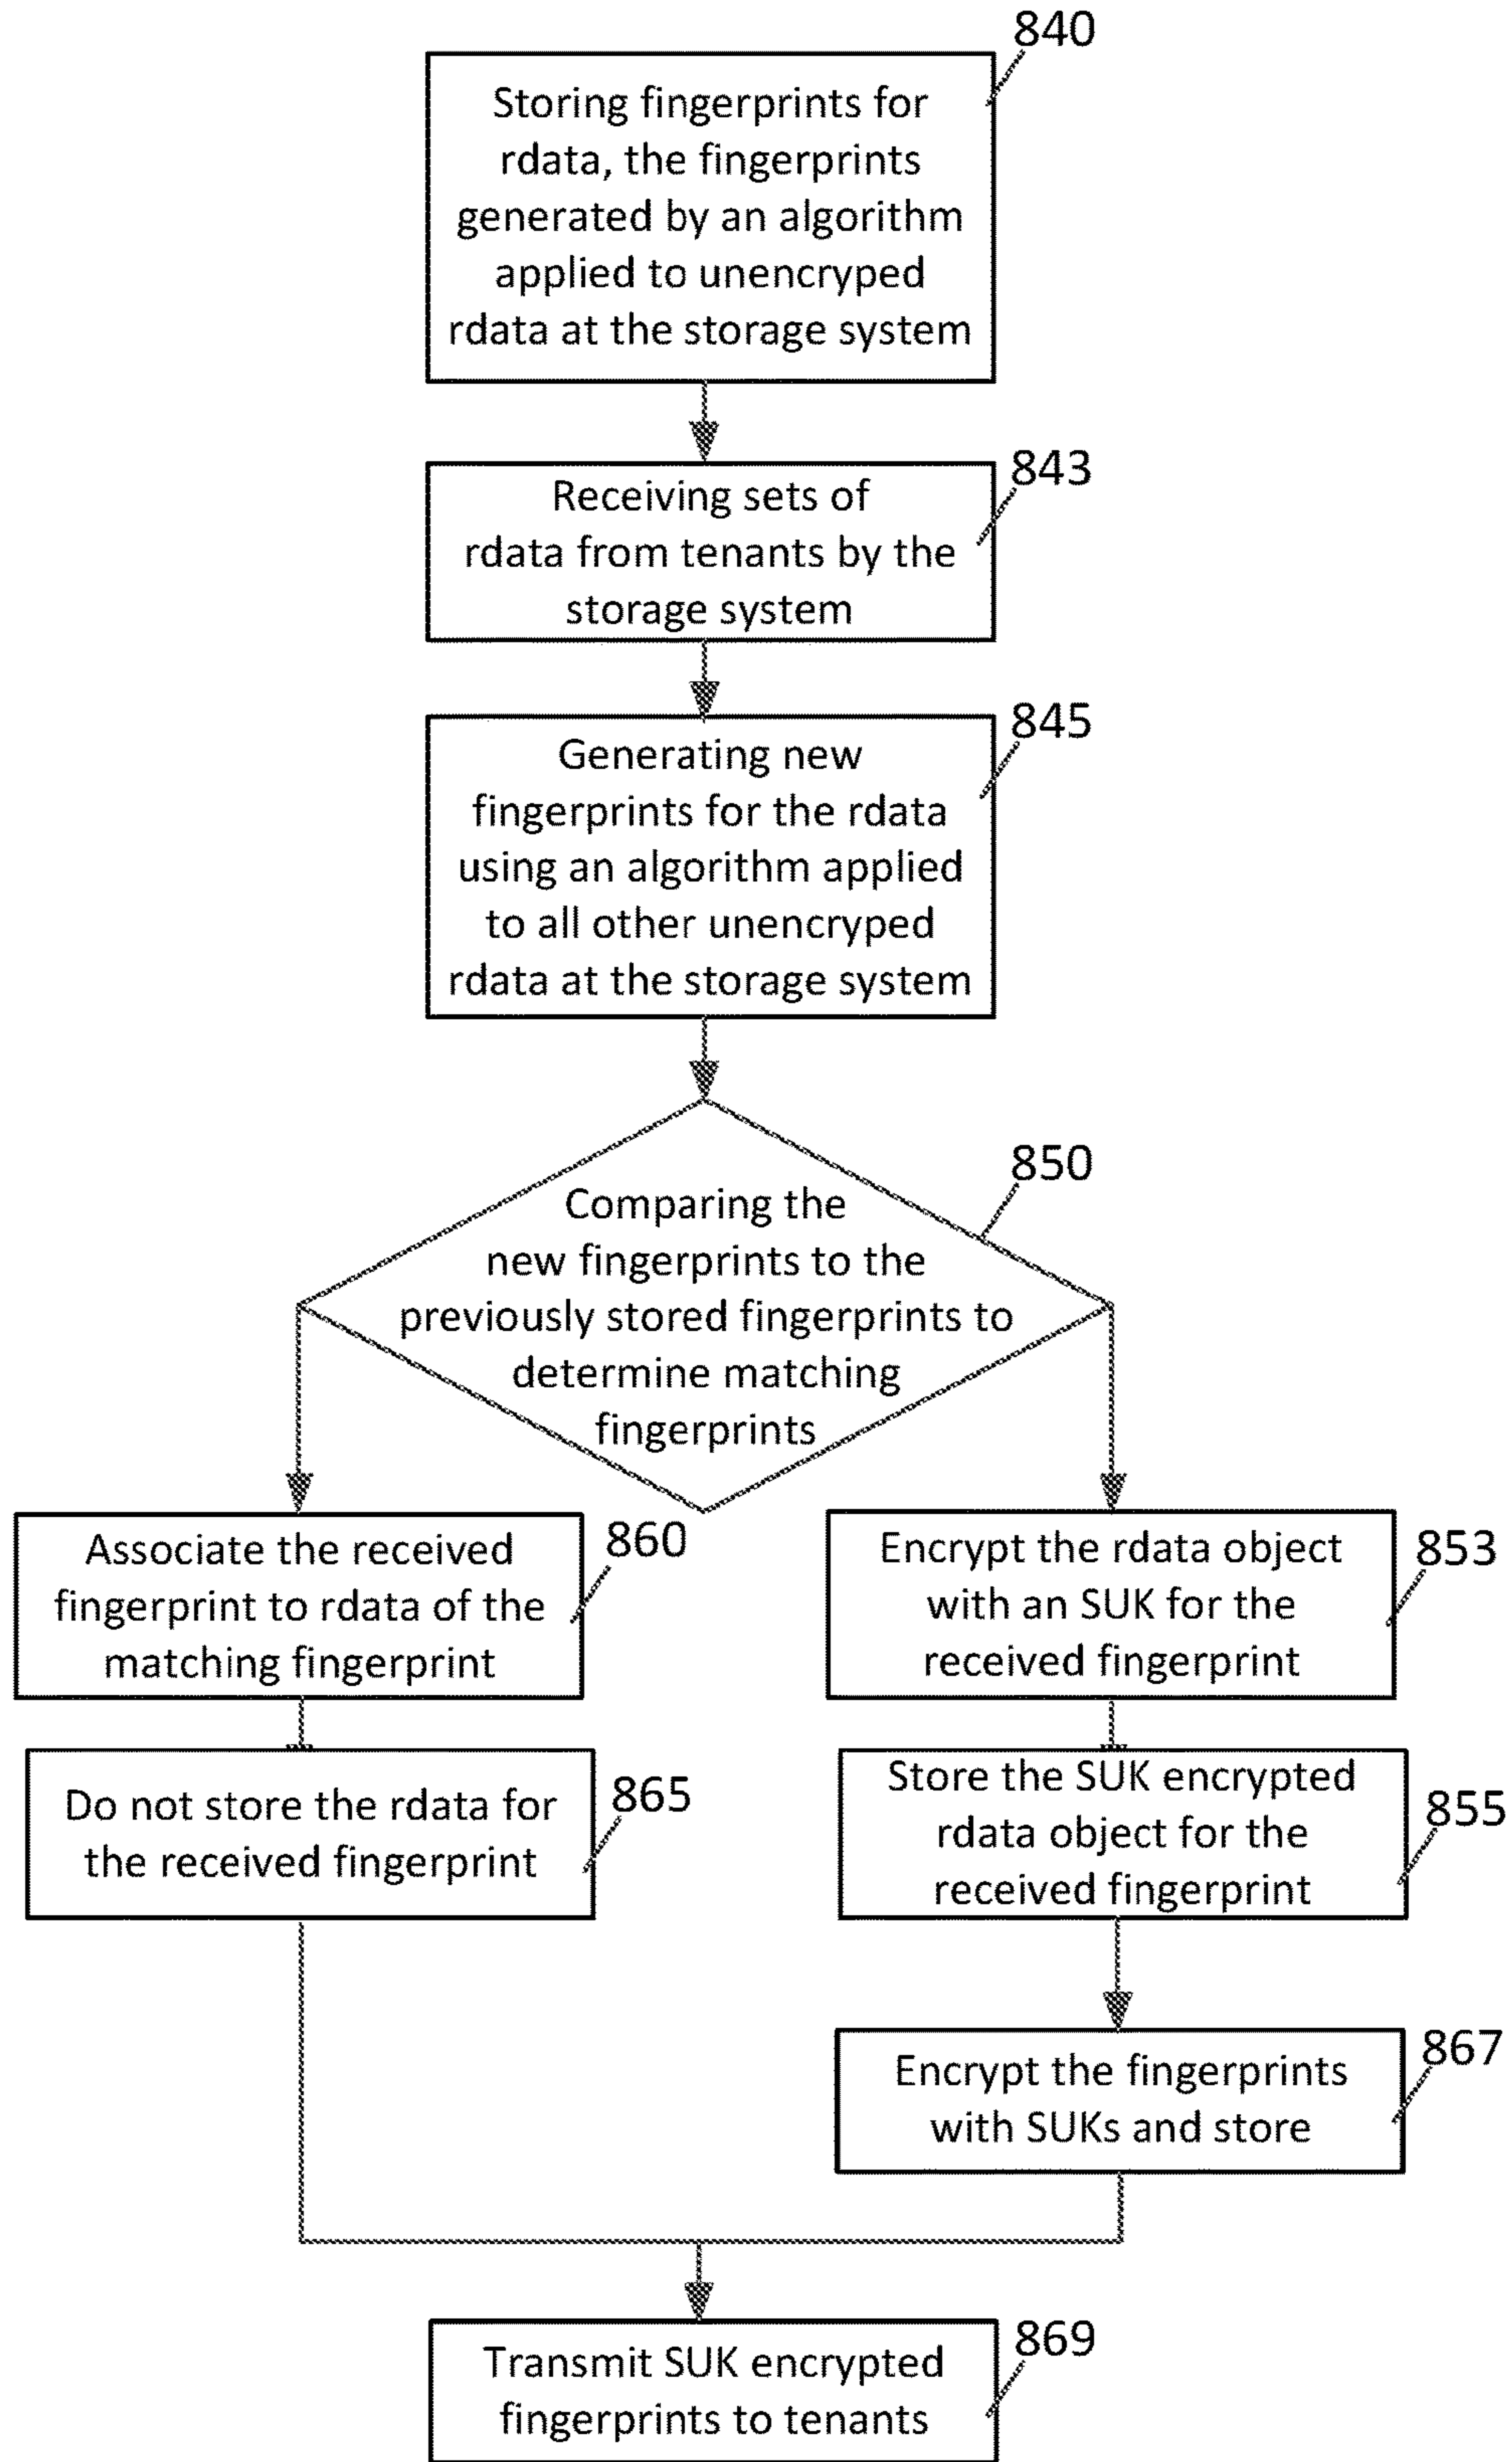 840
Storing fingerprints for
rdata, the fingerprints
generated by an algorithm
applied to unencryped
rdata at the storage system
843
Receiving sets of
rdata from tenants by the
storage system
845
Generating new
fingerprints for the rdata
using an algorithm applied
to all other unencryped
rdata at the storage system
850
Comparing the
new fingerprints to the
previously stored fingerprints to
determine matching
fingerprints
860
Associate the received
fingerprint to rdata of the
matching fingerprint
853
Encrypt the rdata object
with an SUK for the
received fingerprint
865
Do not store the rdata for
the received fingerprint
855
Store the SUK encrypted
rdata object for the
received fingerprint
867
Encrypt the fingerprints
with SUKs and store
869
Transmit SUK encrypted
fingerprints to tenants